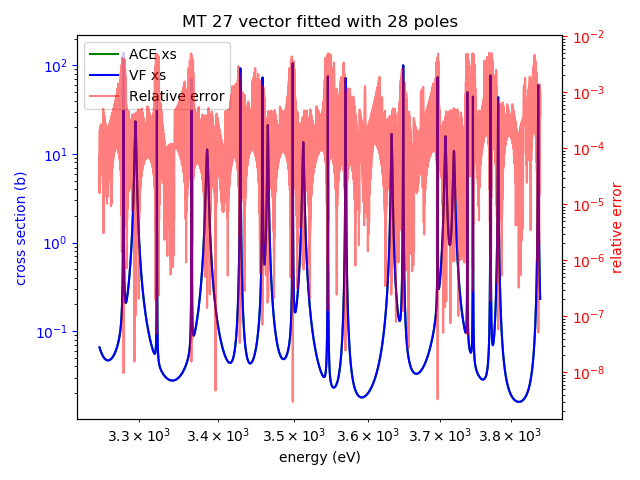 MT 27 vector fitted with 28 poles
ACE xs
VF xs
Relative error
cross section (b)
10²
10¹
10⁰
10⁻¹
10⁻²
10⁻³
10⁻⁴
10⁻⁵
10⁻⁶
10⁻⁷
10⁻⁸
relative error
3.3 × 10³ 3.4 × 10³ 3.5 × 10³ 3.6 × 10³ 3.7 × 10³ 3.8 × 10³
energy (eV)